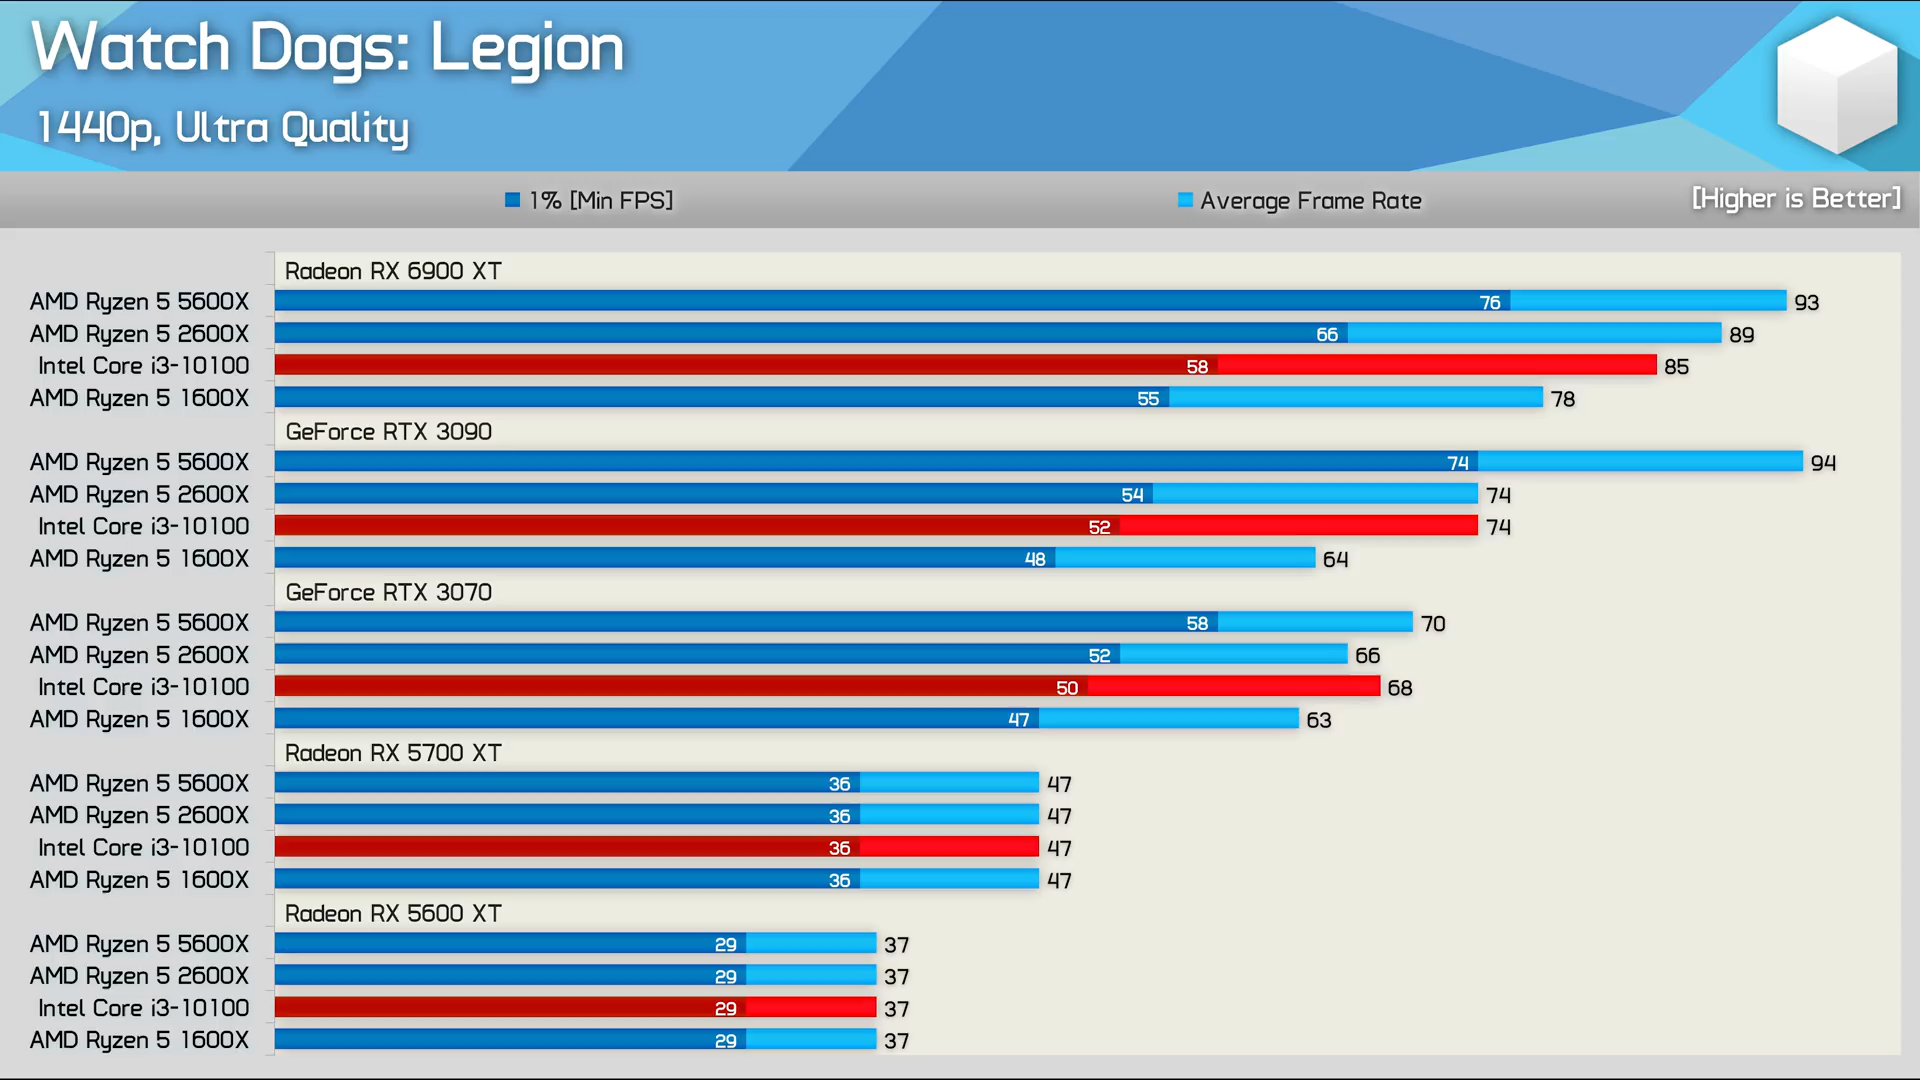 Watch Dogs: Legion
1440p, Ultra Quality
1% [Min FPS] Average Frame Rate [Higher is Better]
Radeon RX 6900 XT
AMD Ryzen 5 5600X 76 93
AMD Ryzen 5 2600X 66 89
Intel Core i3-10100 58 85
AMD Ryzen 5 1600X 55 78
GeForce RTX 3090
AMD Ryzen 5 5600X 74 94
AMD Ryzen 5 2600X 54 74
Intel Core i3-10100 52 74
AMD Ryzen 5 1600X 48 64
GeForce RTX 3070
AMD Ryzen 5 5600X 58 70
AMD Ryzen 5 2600X 52 66
Intel Core i3-10100 50 68
AMD Ryzen 5 1600X 47 63
Radeon RX 5700 XT
AMD Ryzen 5 5600X 36 47
AMD Ryzen 5 2600X 36 47
Intel Core i3-10100 36 47
AMD Ryzen 5 1600X 36 47
Radeon RX 5600 XT
AMD Ryzen 5 5600X 29 37
AMD Ryzen 5 2600X 29 37
Intel Core i3-10100 29 37
AMD Ryzen 5 1600X 29 37